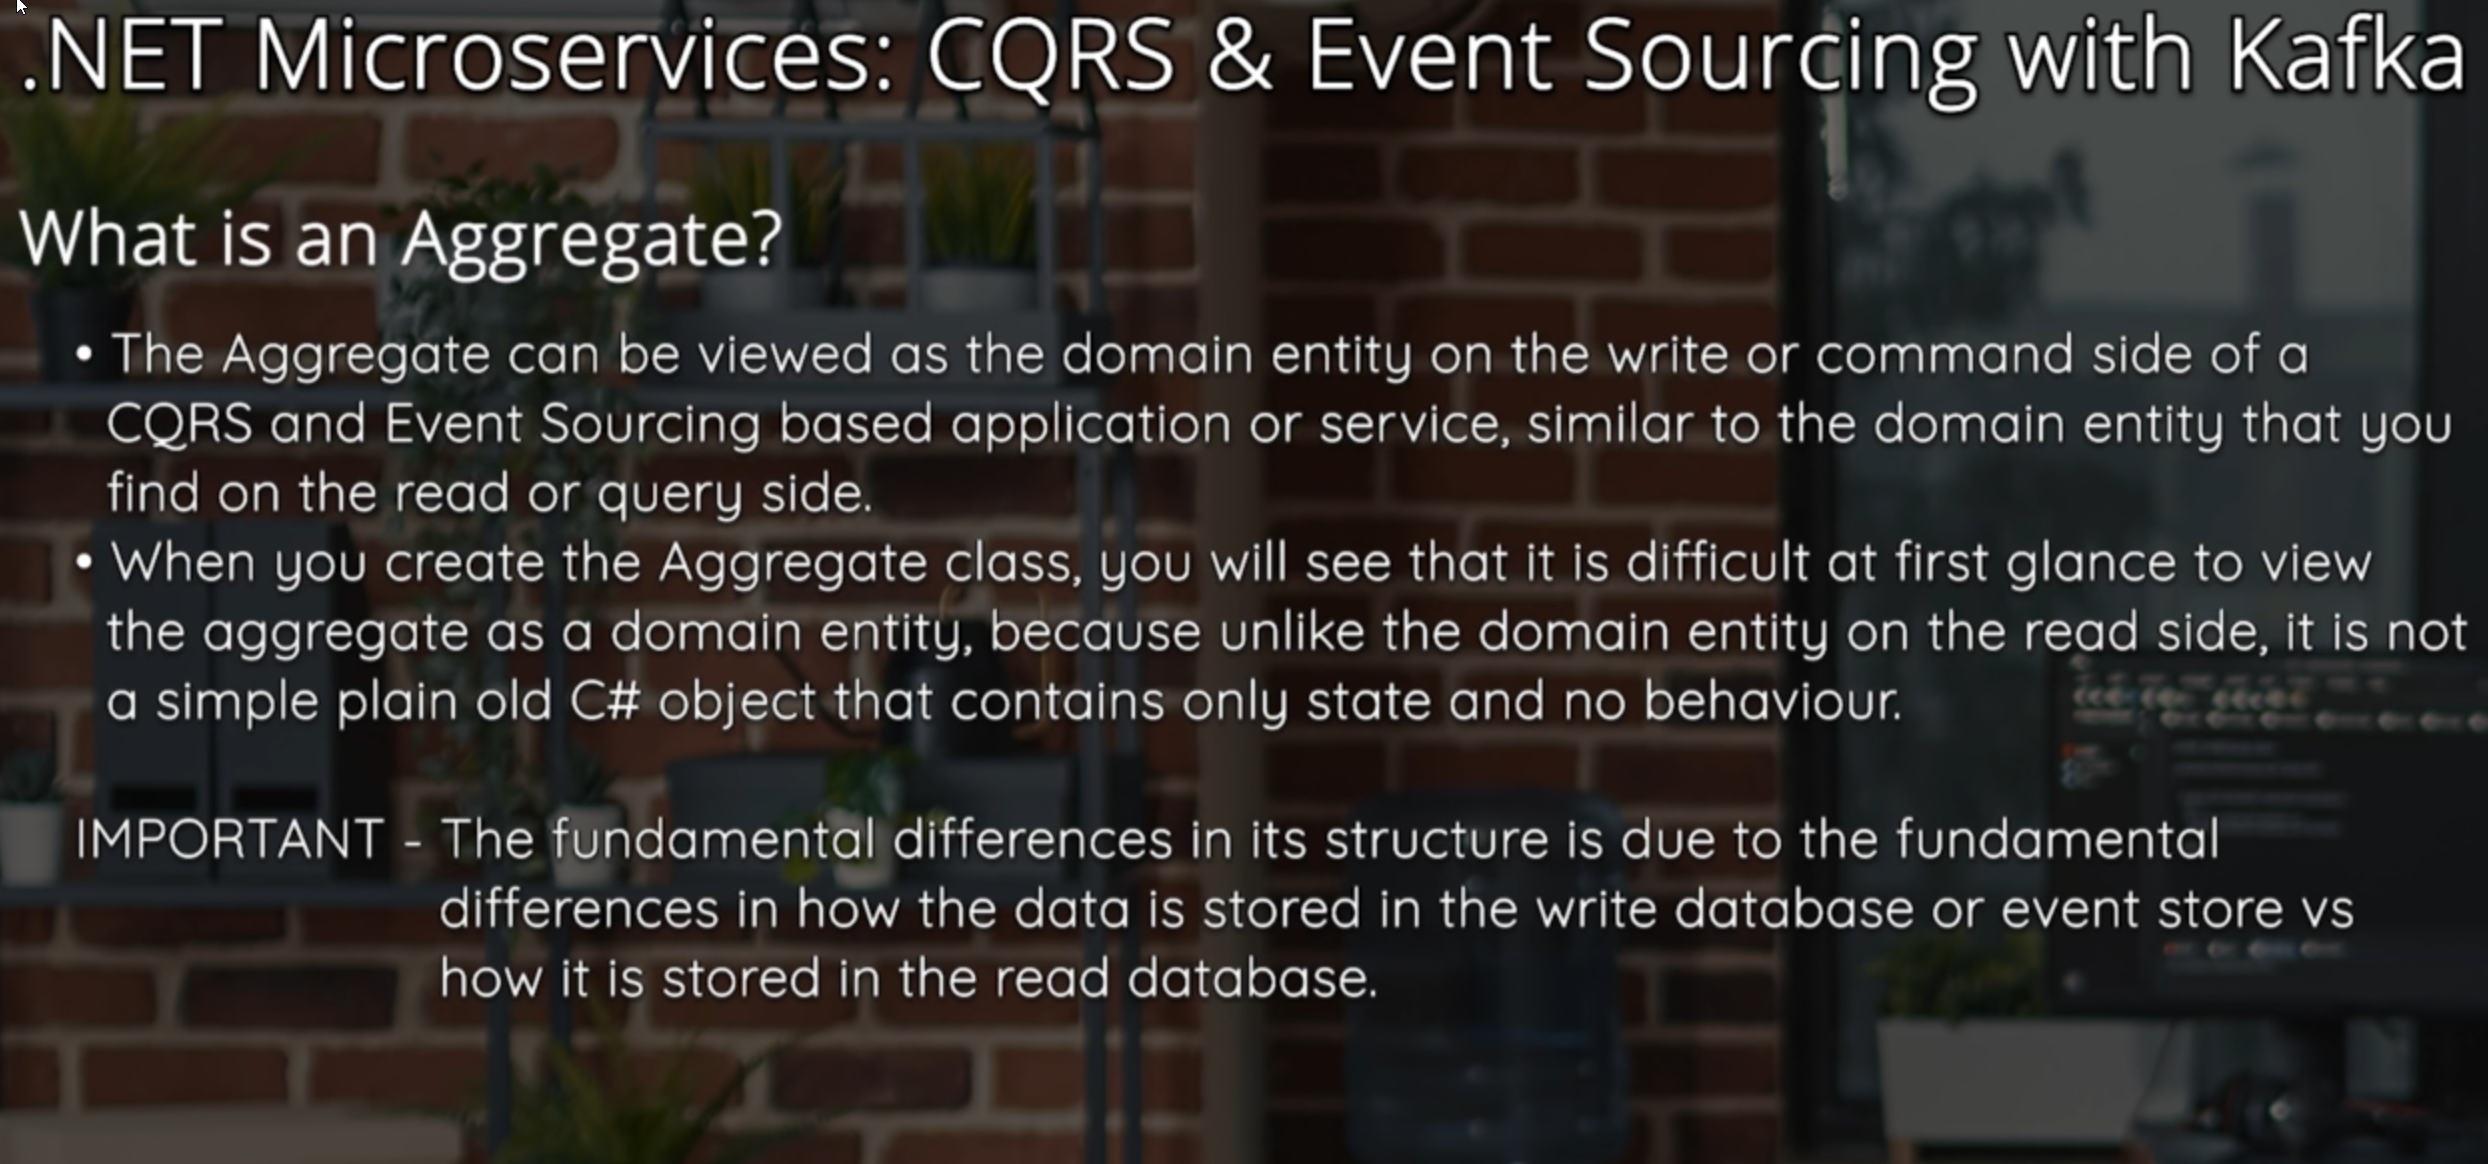 .NET Microservices: CQRS & Event Sourcing with Kafka
What is an Aggregate?
• The Aggregate can be viewed as the domain entity on the write or command side of a
CQRS and Event Sourcing based application or service, similar to the domain entity that you
find on the read or query side.
• When you create the Aggregate class, you will see that it is difficult at first glance to view
the aggregate as a domain entity, because unlike the domain entity on the read side, it is not
a simple plain old C# object that contains only state and no behaviour.
IMPORTANT - The fundamental differences in its structure is due to the fundamental
differences in how the data is stored in the write database or event store vs
how it is stored in the read database.